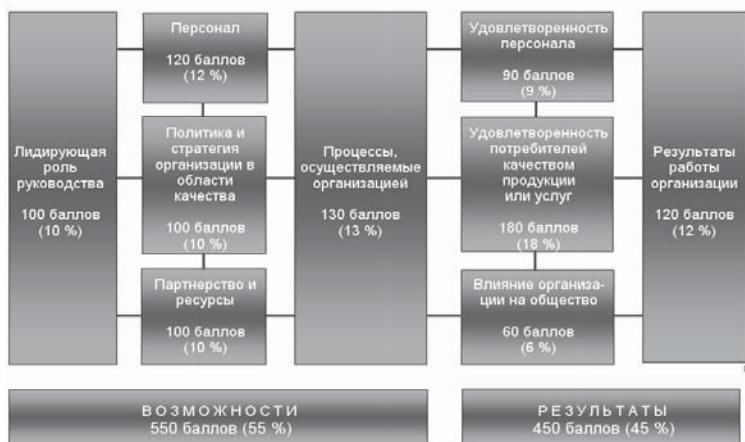 Лидирующая
роль
руководства
100 баллов
(10 %)
Персонал
120 баллов
(12 %)
Политика и
стратегия
организации в
области
качества
100 баллов
(10 %)
Партнерство и
ресурсы
100 баллов
(10 %)
Процессы,
осуществляемые
организацией
130 баллов
(13 %)
Удовлетворенность
персонала
90 баллов
(9 %)
Удовлетворенность
потребителей
качеством
продукции
или услуг
180 баллов
(18 %)
Влияние организа-
ции на общество
60 баллов
(6 %)
Результаты
работы
организации
120 баллов
(12 %)
ВОЗМОЖНОСТИ
550 баллов (55 %)
РЕЗУЛЬТАТЫ
450 баллов (45 %)